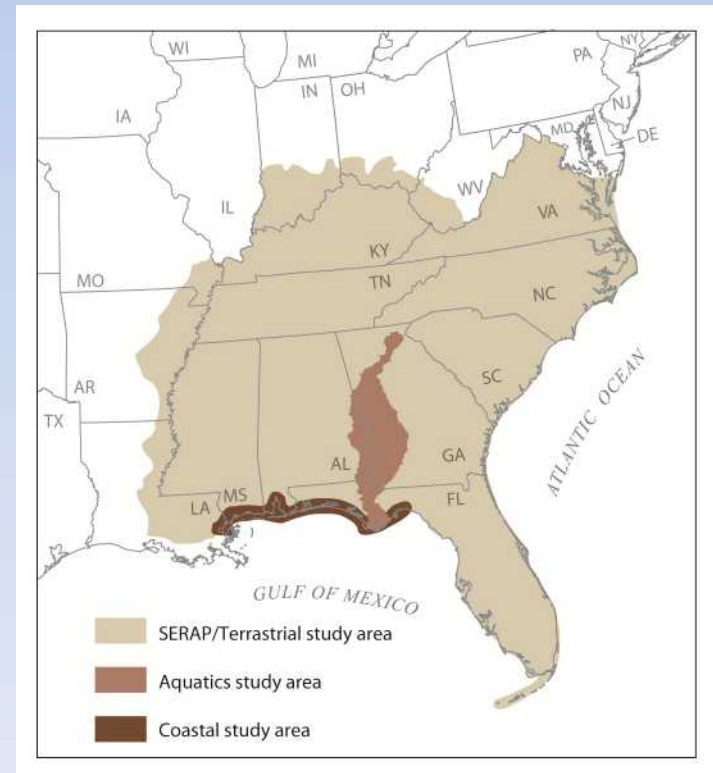 WI
MI
NY
PA
IA
IN
OH
NJ
MD
DE
IL
WV
VA
MO
KY
TN
NC
AR
SC
TX
AL
GA
LA
MS
FL
ATLANTIC OCEAN
GULF OF MEXICO
SERAP/Terrastrial study area
Aquatics study area
Coastal study area